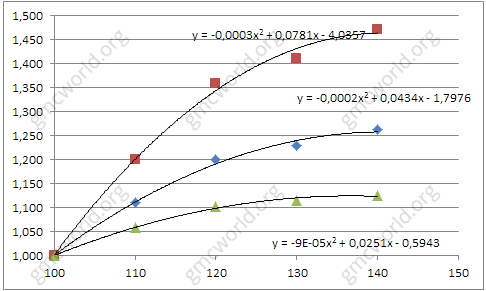 1,500
1,450
1,400
1,350
1,300
1,250
1,200
1,150
1,100
1,050
1,000
100
110
120
130
140
150
y = -0,0003x² + 0,0781x - 4,0357
y = -0,0002x² + 0,0434x - 1,7976
y = -9E-05x² + 0,0251x - 0,5943
gmcworld.org
gmcworld.org
gmcworld.org
gmcworld.org
gmcworld.org
gmcworld.org